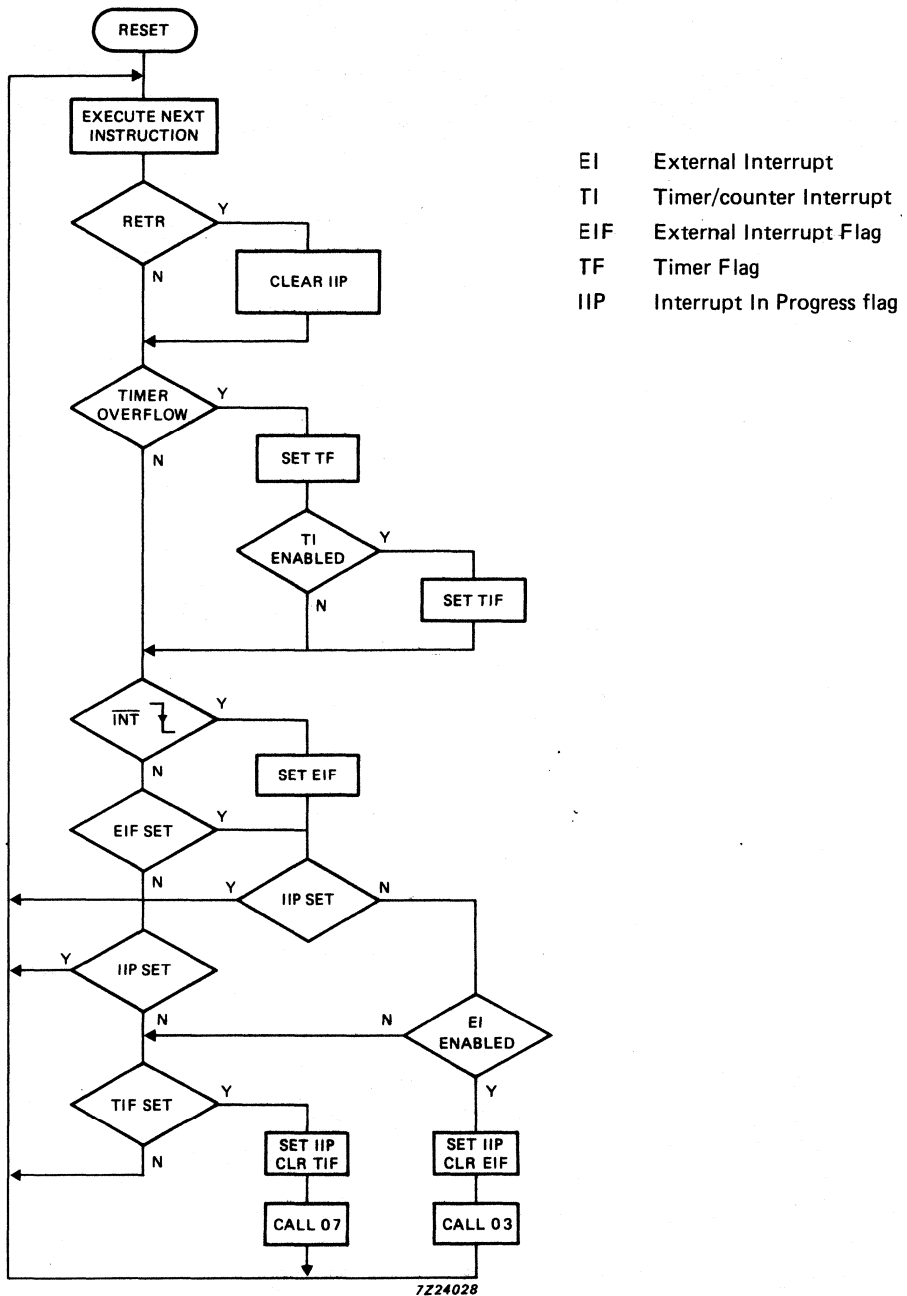 RESET
EXECUTE NEXT
INSTRUCTION
RETR
Y
N
CLEAR IIP
TIMER
OVERFLOW
Y
N
SET TF
TI
ENABLED
Y
N
SET TIF
INT
Y
N
SET EIF
EIF SET
Y
N
IIP SET
Y
N
IIP SET
Y
N
EI
ENABLED
N
Y
TIF SET
Y
N
SET IIP
CLR TIF
SET IIP
CLR EIF
CALL 07
CALL 03
7Z24028
EI External Interrupt
TI Timer/counter Interrupt
EIF External Interrupt Flag
TF Timer Flag
IIP Interrupt In Progress flag